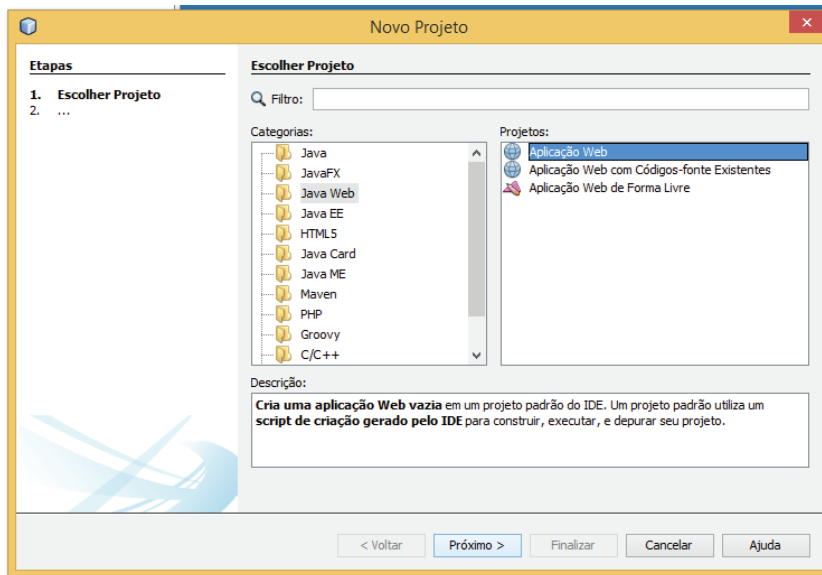 Novo Projeto
Etapas
1. Escolher Projeto
2. ...
Escolher Projeto
Filtro:
Categorias:
Java
JavaFX
Java Web
Java EE
HTML5
Java Card
Java ME
Maven
PHP
Groovy
C/C++
Projetos:
Aplicação Web
Aplicação Web com Códigos-fonte Existentes
Aplicação Web de Forma Livre
Descrição:
Cria uma aplicação Web vazia em um projeto padrão do IDE. Um projeto padrão utiliza um
script de criação gerado pelo IDE para construir, executar, e depurar seu projeto.
< Voltar
Próximo >
Finalizar
Cancelar
Ajuda